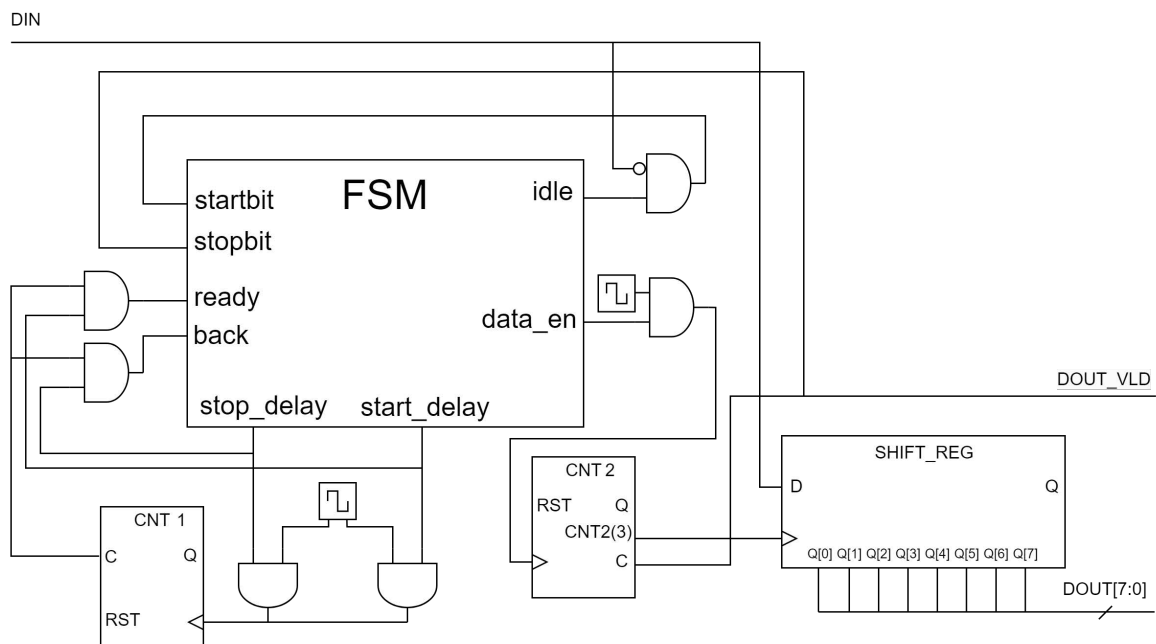 DIN
FSM
startbit
idle
stopbit
ready
data_en
back
stop_delay
start_delay
DOUT_VLD
CNT 1
C
Q
RST
CNT 2
RST
Q
CNT2(3)
C
SHIFT_REG
D
Q
Q[0] Q[1] Q[2] Q[3] Q[4] Q[5] Q[6] Q[7]
DOUT[7:0]